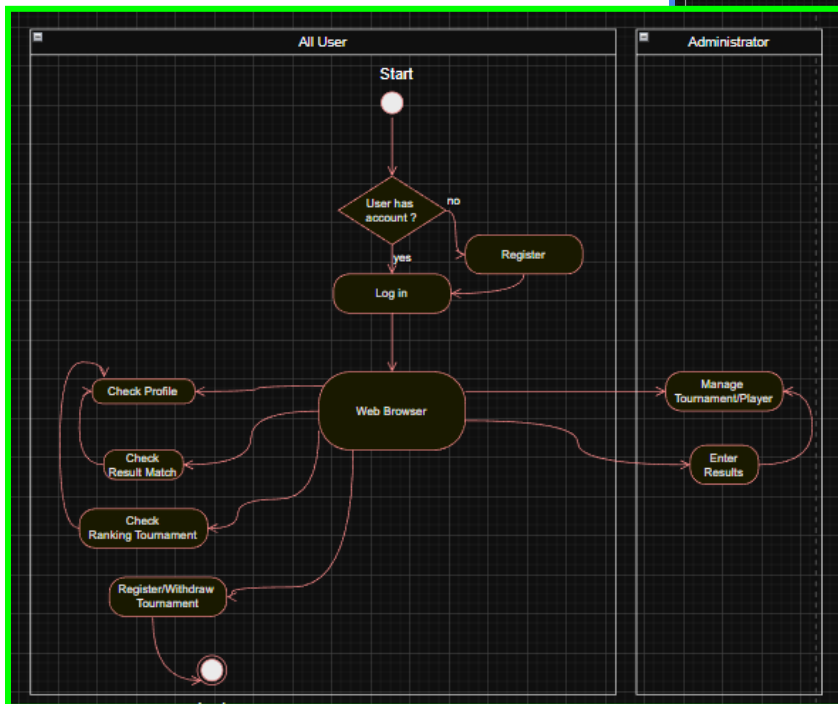 All User
Administrator
Start
User has
account ?
no
yes
Register
Log in
Check Profile
Web Browser
Manage
Tournament/Player
Check
Result Match
Enter
Results
Check
Ranking Tournament
Register/Withdraw
Tournament